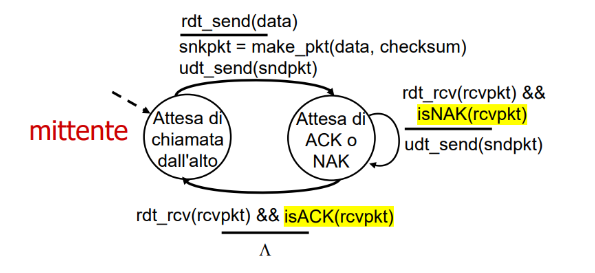 rdt_send(data)
snkpkt = make_pkt(data, checksum)
udt_send(sndpkt)
mittente
Attesa di
chiamata
dall'alto
Attesa di
ACK o
NAK
rdt_rcv(rcvpkt) &&
isNAK(rcvpkt)
udt_send(sndpkt)
rdt_rcv(rcvpkt) && isACK(rcvpkt)
Λ